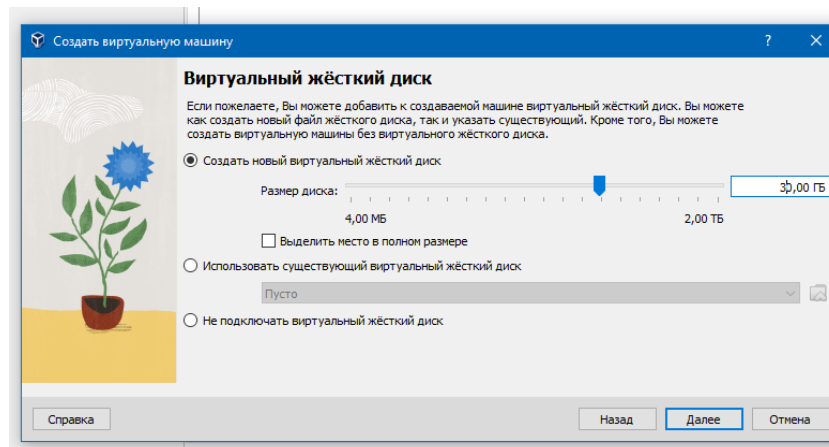 Создать виртуальную машину
Виртуальный жёсткий диск
Если пожелаете, Вы можете добавить к создаваемой машине виртуальный жёсткий диск. Вы можете
как создать новый файл жёсткого диска, так и указать существующий. Кроме того, Вы можете
создать виртуальную машины без виртуального жёсткого диска.
Создать новый виртуальный жёсткий диск
Размер диска: 30,00 ГБ
4,00 МБ 2,00 ТБ
Выделить место в полном размере
Использовать существующий виртуальный жёсткий диск
Пусто
Не подключать виртуальный жёсткий диск
Справка Назад Далее Отмена